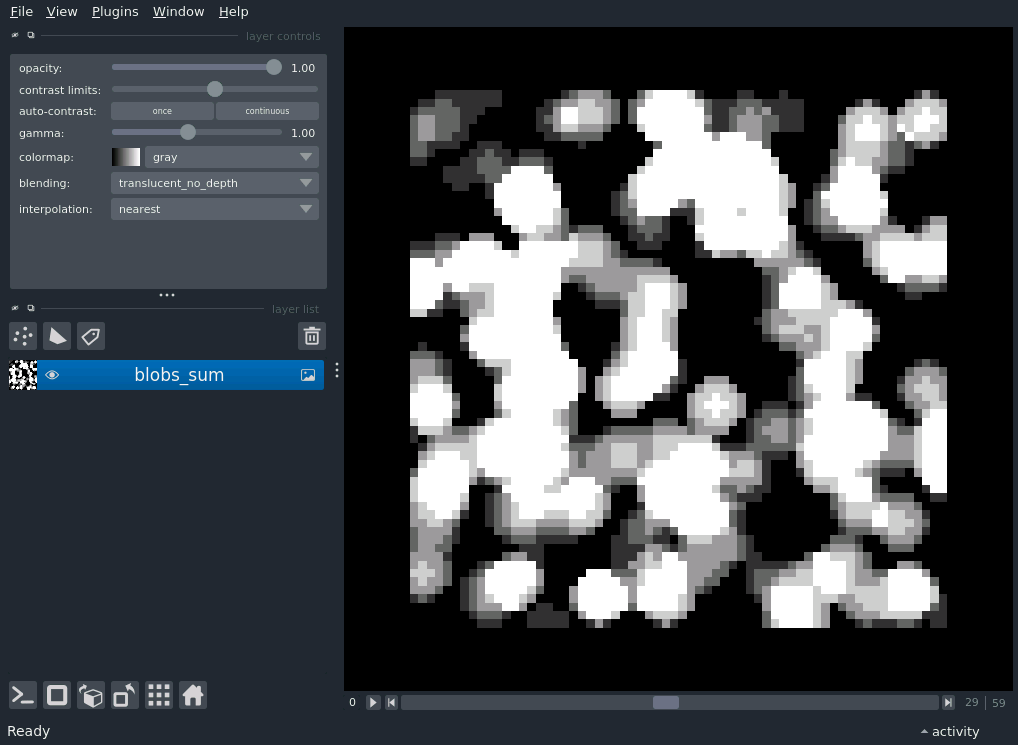 File View Plugins Window Help
layer controls
opacity: 1.00
contrast limits:
auto-contrast: once continuous
gamma: 1.00
colormap: gray
blending: translucent_no_depth
interpolation: nearest
layer list
blobs_sum
0 29 59
Ready activity